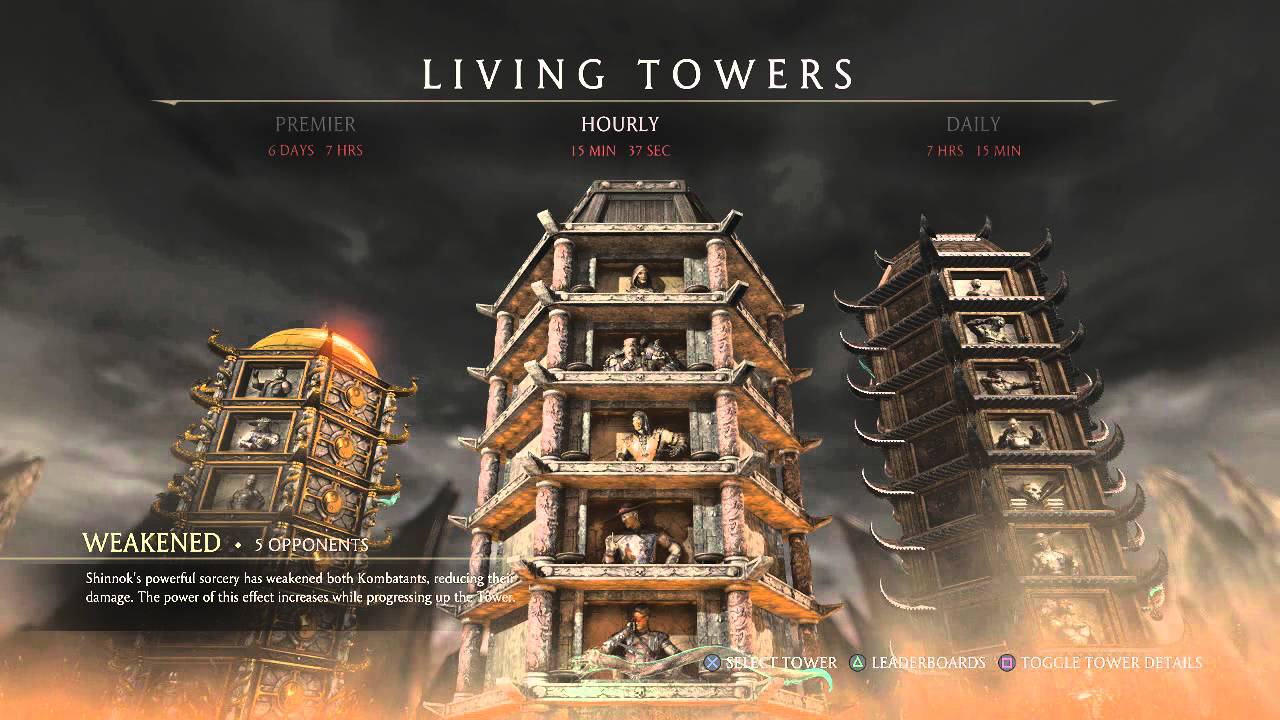 LIVING TOWERS
PREMIER
6 DAYS 7 HRS
HOURLY
15 MIN 37 SEC
DAILY
7 HRS 15 MIN
WEAKENED • 5 OPPONENTS
Shinnok's powerful sorcery has weakened both Kombatants, reducing their
damage. The power of this effect increases while progressing up the Tower.
SELECT TOWER LEADERBOARDS TOGGLE TOWER DETAILS